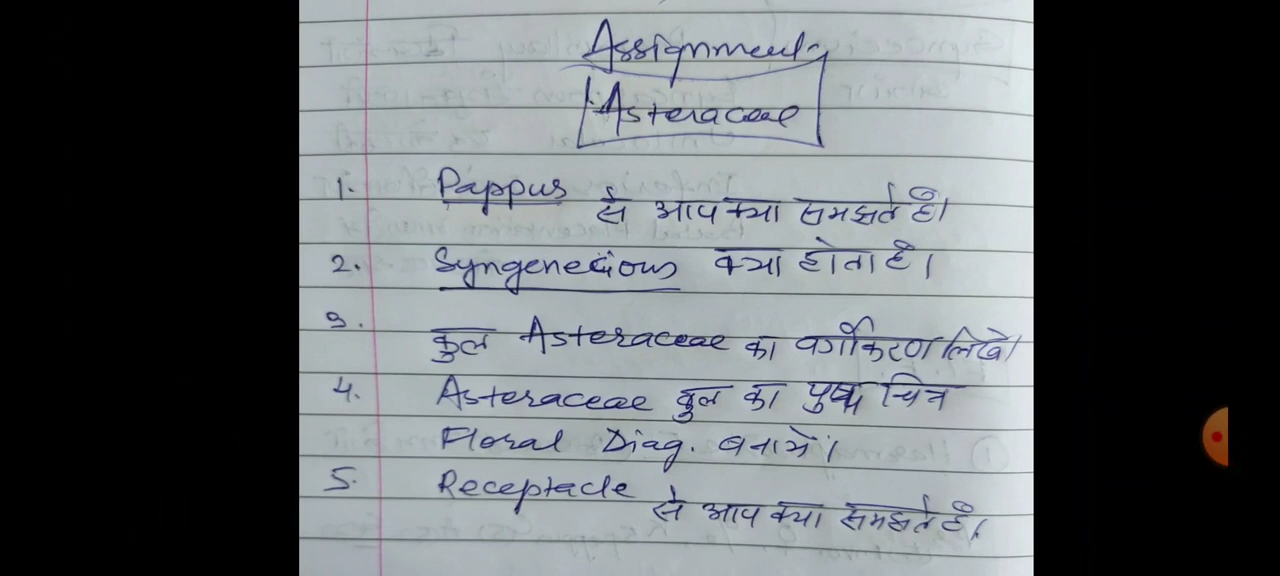 Assignment
Asteraceae
1. Pappus से आप क्या समझते है।
2. Syngenecious क्या होता है।
3. कुल Asteraceae का वर्गीकरण लिखे।
4. Asteraceae कुल का पुष्प चित्र
Floral Diag. बनायें।
5. Receptacle से आप क्या समझते है।